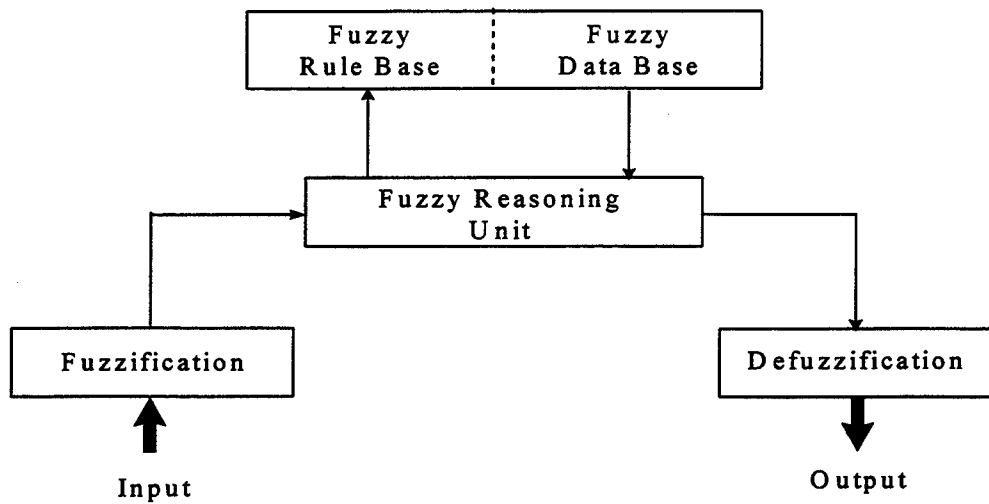 Fuzzy
Rule Base
Fuzzy
Data Base
Fuzzy Reasoning
Unit
Fuzzification
Defuzzification
Input
Output